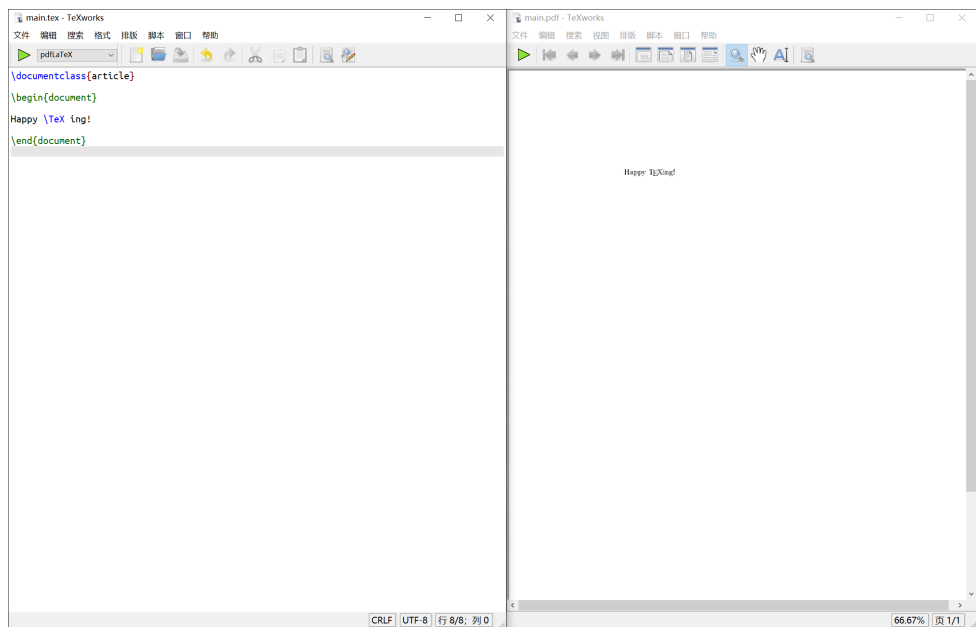 main.tex - TeXworks
文件 编辑 搜索 格式 排版 脚本 窗口 帮助
pdfLaTeX
\documentclass{article}
\begin{document}
Happy \TeX ing!
\end{document}
CRLF UTF-8 行 8/8; 列 0
main.pdf - TeXworks
文件 编辑 搜索 视图 排版 脚本 窗口 帮助
Happy TEXing!
66.67% 页 1/1